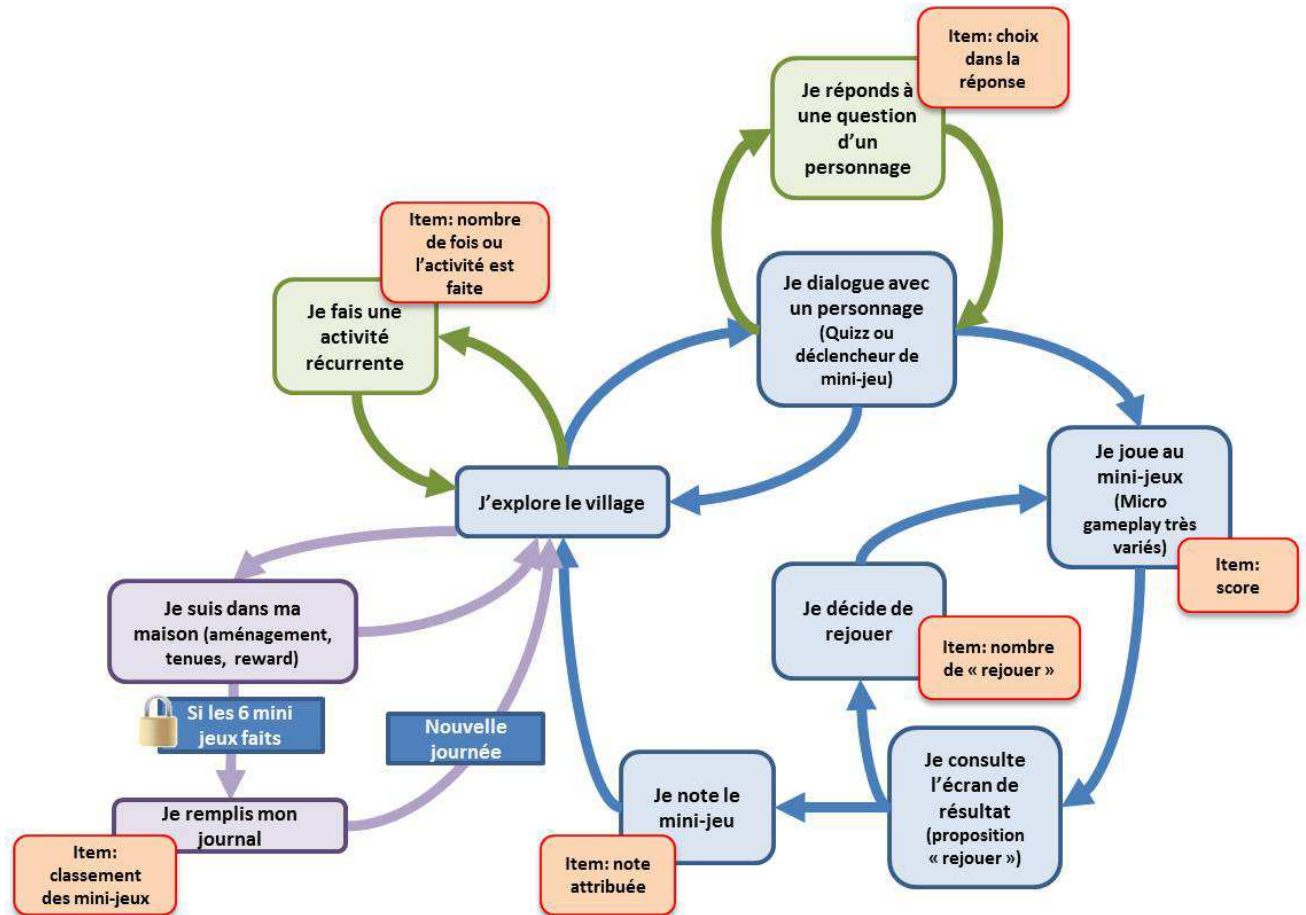 Item: choix
dans la
réponse
Je réponds à
une question
d’un
personnage
Item: nombre
de fois ou
l’activité est
faite
Je fais une
activité
récurrente
Je dialogue avec
un personnage
(Quizz ou
déclencheur de
mini-jeu)
J’explore le village
Je joue au
mini-jeux
(Micro
gameplay très
variés)
Item:
score
Je suis dans ma
maison (aménagement,
tenues, reward)
Je décide de
rejouer
Item: nombre
de « rejouer »
Si les 6 mini
jeux faits
Nouvelle
journée
Je consulte
l’écran de
résultat
(proposition
« rejouer »)
Je note le
mini-jeu
Item: note
attribuée
Je remplis mon
journal
Item:
classement
des mini-jeux